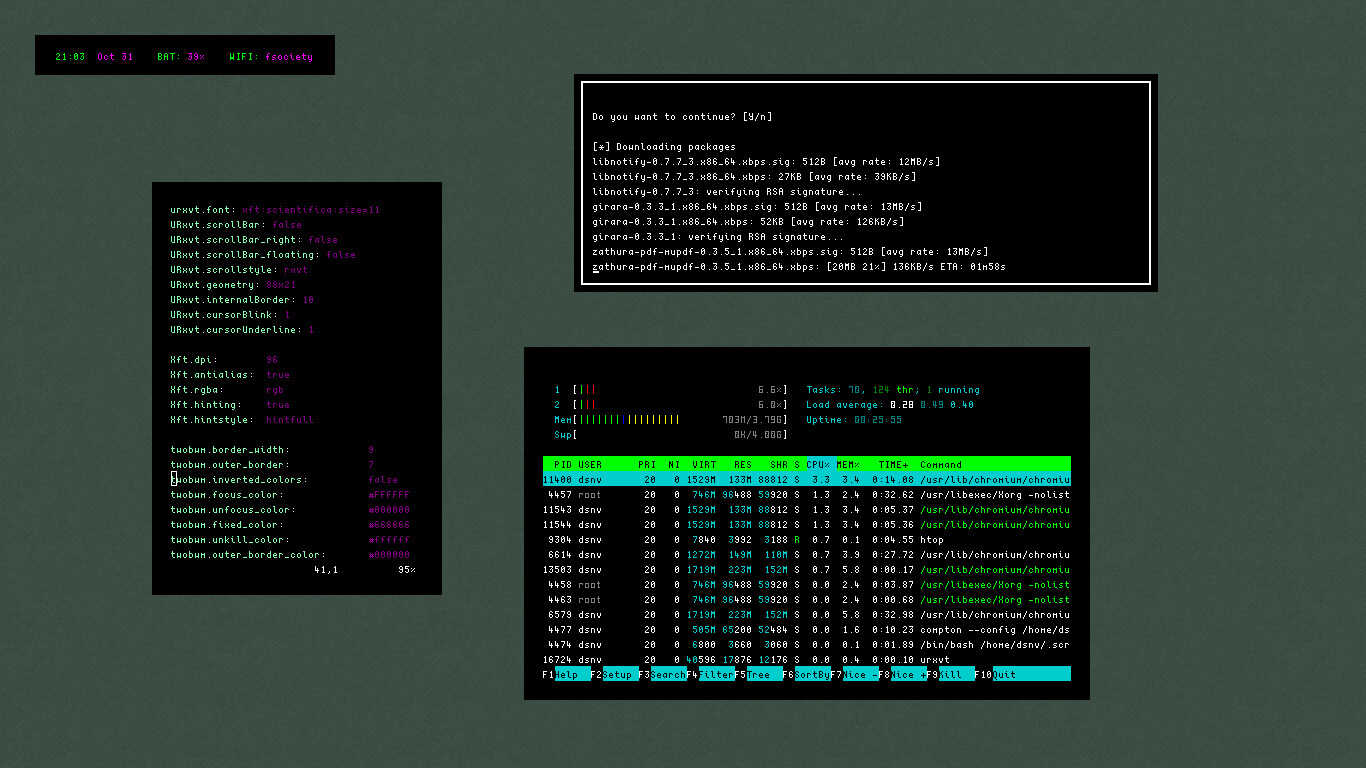 21:03 Oct 31 BAT: 39% WIFI: fsociety
Do you want to continue? [Y/n]
[*] Downloading packages
libnotify-0.7.7_3.x86_64.xbps.sig: 512B [avg rate: 12MB/s]
libnotify-0.7.7_3.x86_64.xbps: 27KB [avg rate: 39KB/s]
libnotify-0.7.7_3: verifying RSA signature...
girara-0.3.3_1.x86_64.xbps.sig: 512B [avg rate: 13MB/s]
girara-0.3.3_1.x86_64.xbps: 52KB [avg rate: 126KB/s]
girara-0.3.3_1: verifying RSA signature...
zathura-pdf-mupdf-0.3.5_1.x86_64.xbps.sig: 512B [avg rate: 13MB/s]
zathura-pdf-mupdf-0.3.5_1.x86_64.xbps: [20MB 21%] 136KB/s ETA: 01m58s
urxvt.font: xft:scientifica:size=11
URxvt.scrollBar: false
URxvt.scrollBar_right: false
URxvt.scrollBar_floating: false
URxvt.scrollstyle: rxvt
URxvt.geometry: 88x21
URxvt.internalBorder: 18
URxvt.cursorBlink: 1
URxvt.cursorUnderline: 1
Xft.dpi: 96
Xft.antialias: true
Xft.rgba: rgb
Xft.hinting: true
Xft.hintstyle: hintfull
twobwm.border_width: 9
twobwm.outer_border: 7
twobwm.inverted_colors: false
twobwm.focus_color: #FFFFFF
twobwm.unfocus_color: #000000
twobwm.fixed_color: #666666
twobwm.unkill_color: #ffffff
twobwm.outer_border_color: #000000
41,1 95%
1 [||| 6.6%] Tasks: 70, 124 thr; 1 running
2 [||| 6.0%] Load average: 0.28 0.49 0.40
Mem[||||||||||||||||| 703M/3.79G] Uptime: 00:29:55
Swp[ 0K/4.00G]
PID USER PRI NI VIRT RES SHR S CPU% MEM% TIME+ Command
11400 dsnv 20 0 1529M 133M 88812 S 3.3 3.4 0:14.08 /usr/lib/chromium/chromiu
4457 root 20 0 746M 96488 59920 S 1.3 2.4 0:32.62 /usr/libexec/Xorg -nolist
11543 dsnv 20 0 1529M 133M 88812 S 1.3 3.4 0:05.37 /usr/lib/chromium/chromiu
11544 dsnv 20 0 1529M 133M 88812 S 1.3 3.4 0:05.36 /usr/lib/chromium/chromiu
9304 dsnv 20 0 7840 3992 3188 R 0.7 0.1 0:04.55 htop
6614 dsnv 20 0 1272M 149M 110M S 0.7 3.9 0:27.72 /usr/lib/chromium/chromiu
13503 dsnv 20 0 1719M 223M 152M S 0.7 5.8 0:00.17 /usr/lib/chromium/chromiu
4458 root 20 0 746M 96488 59920 S 0.0 2.4 0:03.87 /usr/libexec/Xorg -nolist
4463 root 20 0 746M 96488 59920 S 0.0 2.4 0:00.68 /usr/libexec/Xorg -nolist
6579 dsnv 20 0 1719M 223M 152M S 0.0 5.8 0:32.98 /usr/lib/chromium/chromiu
4477 dsnv 20 0 505M 65200 52484 S 0.0 1.6 0:10.23 compton --config /home/ds
4474 dsnv 20 0 6800 3660 3060 S 0.0 0.1 0:01.89 /bin/bash /home/dsnv/.scr
16724 dsnv 20 0 40596 17876 12176 S 0.0 0.4 0:00.10 urxvt
F1Help F2Setup F3SearchF4FilterF5Tree F6SortByF7Nice -F8Nice +F9Kill F10Quit